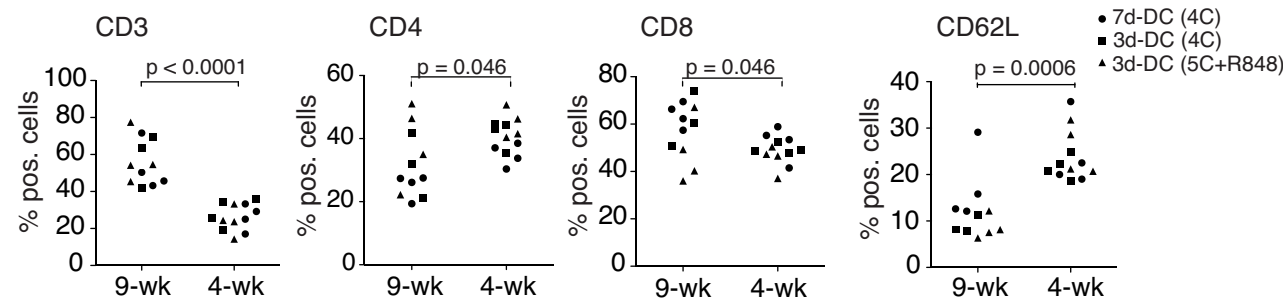 CD3
CD4
CD8
CD62L
7d-DC (4C)
3d-DC (4C)
3d-DC (5C+R848)
p < 0.0001
p = 0.046
p = 0.046
p = 0.0006
% pos. cells
100
80
60
40
20
0
9-wk 4-wk
% pos. cells
60
40
20
0
9-wk 4-wk
% pos. cells
80
60
40
20
0
9-wk 4-wk
% pos. cells
40
30
20
10
0
9-wk 4-wk